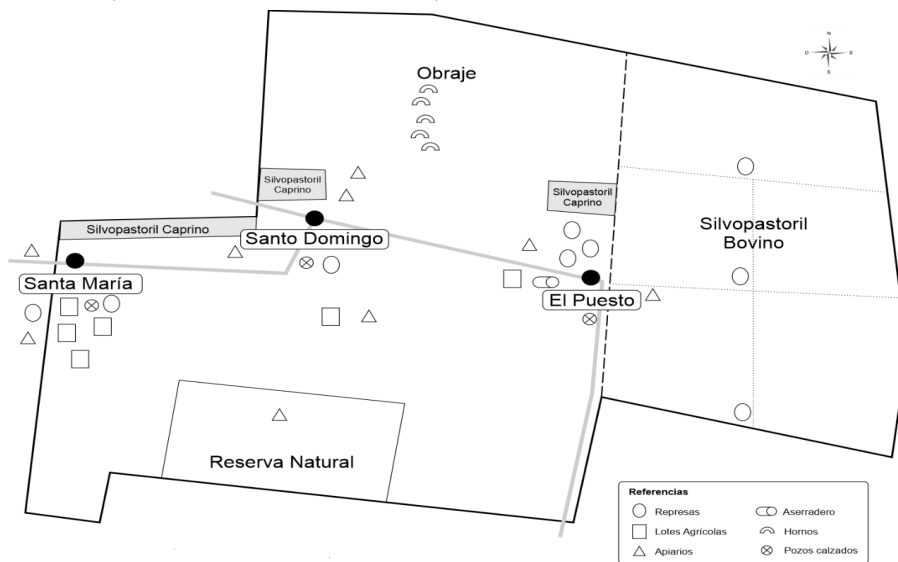 N
O
E
S
Obraje
Silvopastoril
Caprino
Silvopastoril
Caprino
Silvopastoril Caprino
Silvopastoril
Bovino
Santo Domingo
Santa María
El Puesto
Reserva Natural
Referencias
Represas
Aserradero
Lotes Agrícolas
Hornos
Apiarios
Pozos calzados